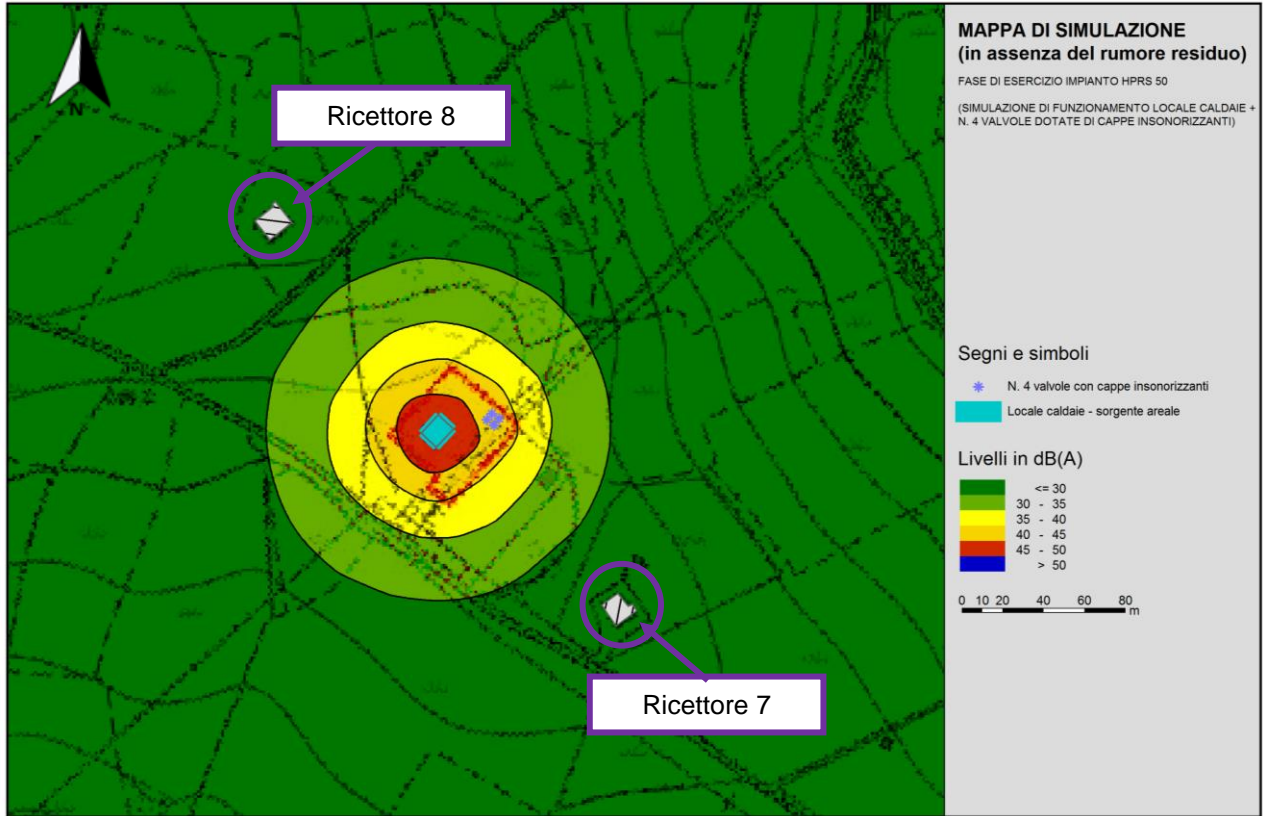 MAPPA DI SIMULAZIONE
(in assenza del rumore residuo)
FASE DI ESERCIZIO IMPIANTO HPRS 50
(SIMULAZIONE DI FUNZIONAMENTO LOCALE CALDAIE +
N. 4 VALVOLE DOTATE DI CAPPE INSONORIZZANTI)
N
Ricettore 8
Ricettore 7
Segni e simboli
N. 4 valvole con cappe insonorizzanti
Locale caldaie - sorgente areale
Livelli in dB(A)
<= 30
30 - 35
35 - 40
40 - 45
45 - 50
> 50
0 10 20 40 60 80
m